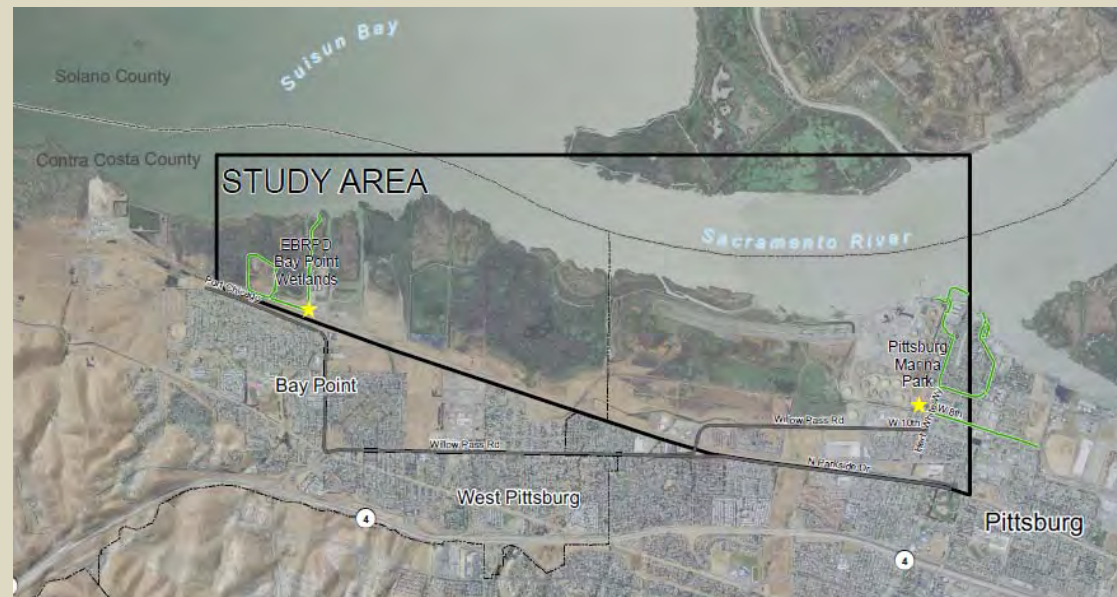 Suisun Bay
Solano County
Contra Costa County
STUDY AREA
EBRPD
Bay Point
Wetlands
Sacramento River
Pittsburg
Marina
Park
Bay Point
W 8th
Willow Pass Rd
W 10th
Willow Pass Rd
N Parkside Dr
West Pittsburg
4
Pittsburg
4